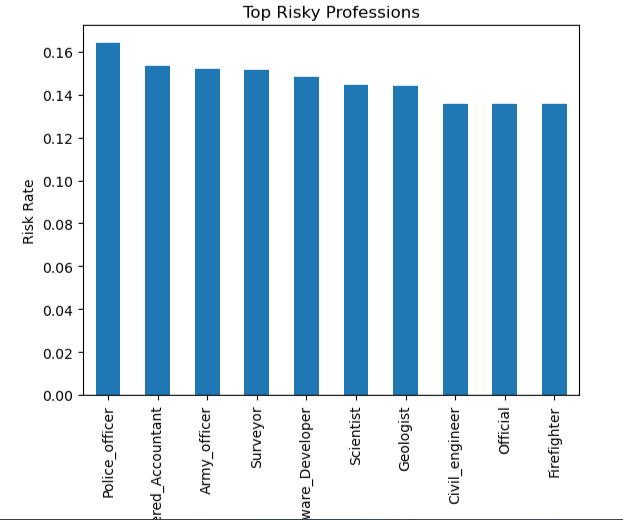 Top Risky Professions
Risk Rate
0.16
0.14
0.12
0.10
0.08
0.06
0.04
0.02
0.00
Police_officer
ered_Accountant
Army_officer
Surveyor
ware_Developer
Scientist
Geologist
Civil_engineer
Official
Firefighter